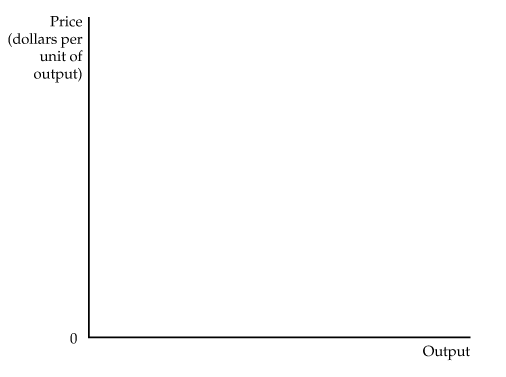 Price
(dollars per
unit of
output)
0
Output